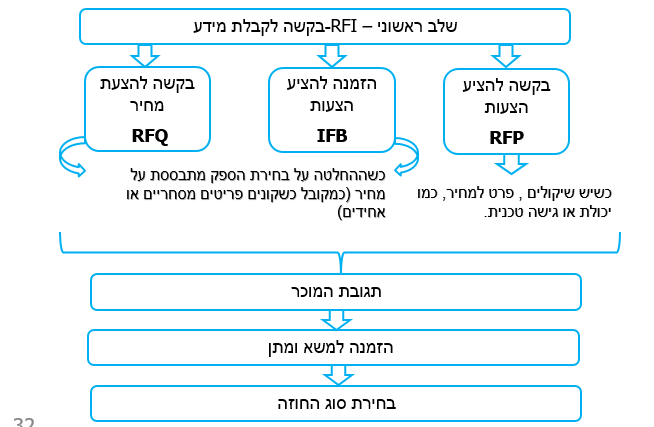 שלב ראשוני – RFI-בקשה לקבלת מידע
בקשה להציע
הצעות
RFP
הזמנה להציע
הצעות
IFB
בקשה להצעת
מחיר
RFQ
כשיש שיקולים , פרט למחיר, כמו
יכולת או גישה טכנית.
כשההחלטה על בחירת הספק מתבססת על
מחיר (כמקובל כשקונים פריטים מסחריים או
אחידים)
תגובת המוכר
הזמנה למשא ומתן
בחירת סוג החוזה
32